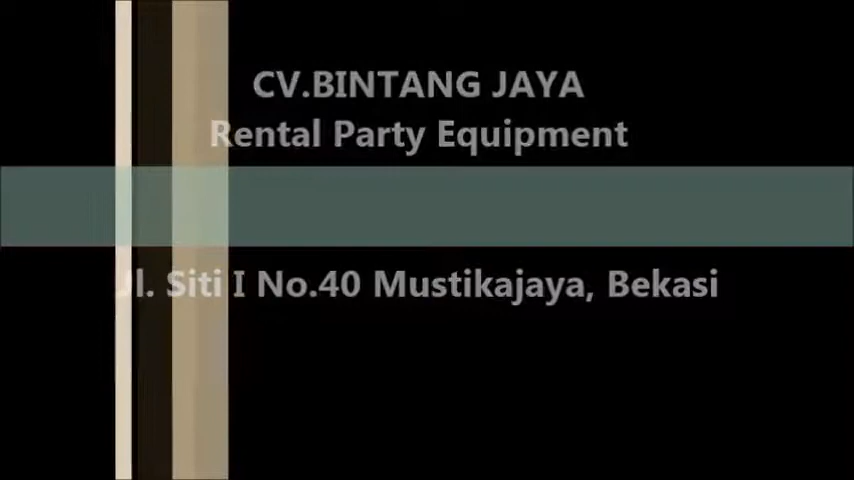 CV.BINTANG JAYA
Rental Party Equipment
Jl. Siti I No.40 Mustikajaya, Bekasi